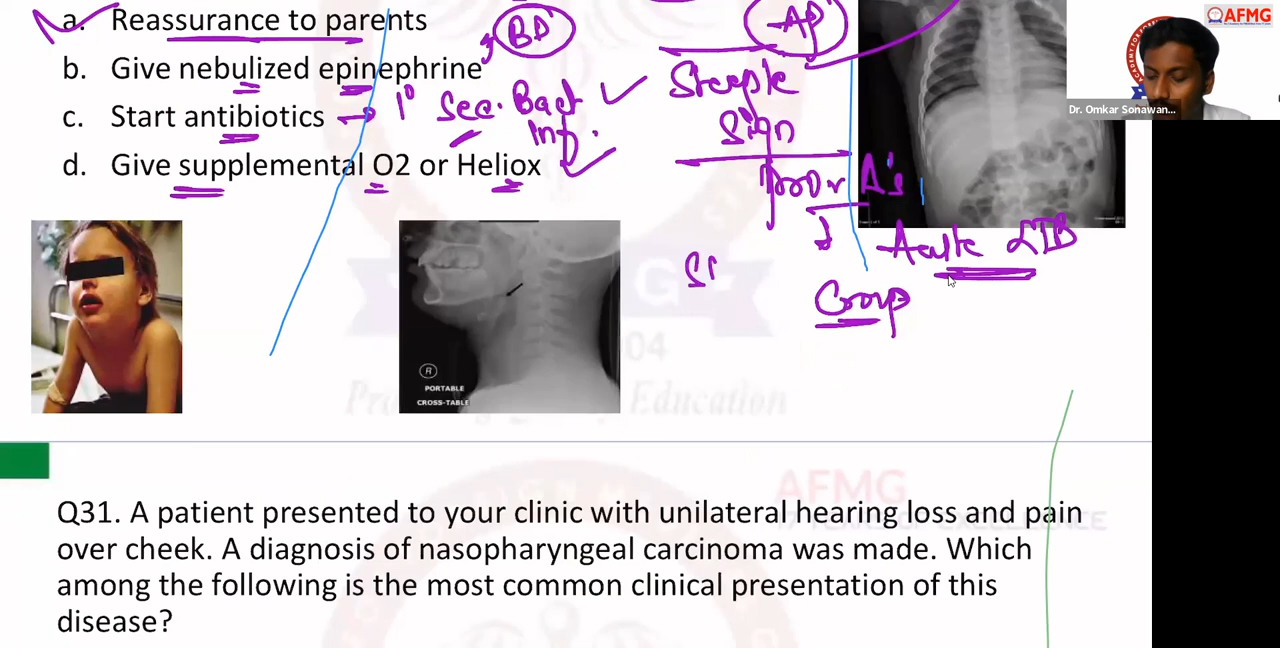 a. Reassurance to parents
b. Give nebulized epinephrine
c. Start antibiotics → 1° Sec. Bact Inf.
d. Give supplemental O2 or Heliox
BD
AP
Steeple
Sign
A's
Acute LTB
Croup
AFMG
Dr. Omkar Sonawan...
R
PORTABLE
CROSS-TABLE
004
Education
AFMG
Q31. A patient presented to your clinic with unilateral hearing loss and pain
over cheek. A diagnosis of nasopharyngeal carcinoma was made. Which
among the following is the most common clinical presentation of this
disease?